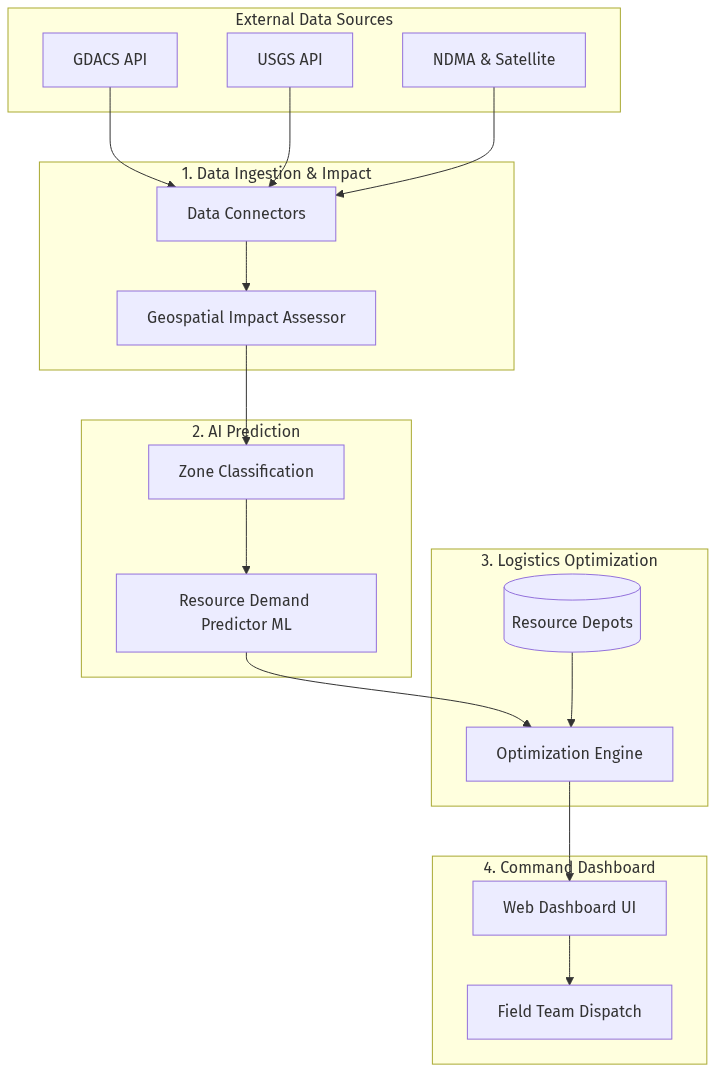 External Data Sources
GDACS API
USGS API
NDMA & Satellite
1. Data Ingestion & Impact
Data Connectors
Geospatial Impact Assessor
2. AI Prediction
Zone Classification
Resource Demand
Predictor ML
3. Logistics Optimization
Resource Depots
Optimization Engine
4. Command Dashboard
Web Dashboard UI
Field Team Dispatch